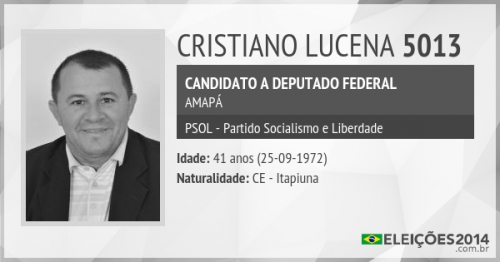 CRISTIANO LUCENA 5013
CANDIDATO A DEPUTADO FEDERAL
AMAPÁ
PSOL - Partido Socialismo e Liberdade
Idade: 41 anos (25-09-1972)
Naturalidade: CE - Itapiuna
ELEIÇÕES2014
.com.br